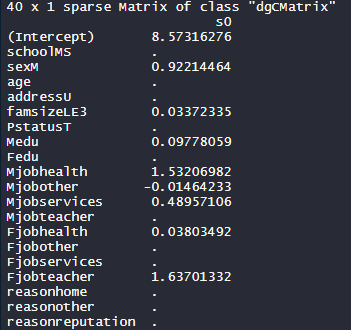 40 x 1 sparse Matrix of class "dgCMatrix"
s0
(Intercept) 8.57316276
schoolMS .
sexM 0.92214464
age .
addressU .
famsizeLE3 0.03372335
PstatusT .
Medu 0.09778059
Fedu .
Mjobhealth 1.53206982
Mjobother -0.01464233
Mjobservices 0.48957106
Mjobteacher .
Fjobhealth 0.03803492
Fjobother .
Fjobservices .
Fjobteacher 1.63701332
reasonhome .
reasonother .
reasonreputation .